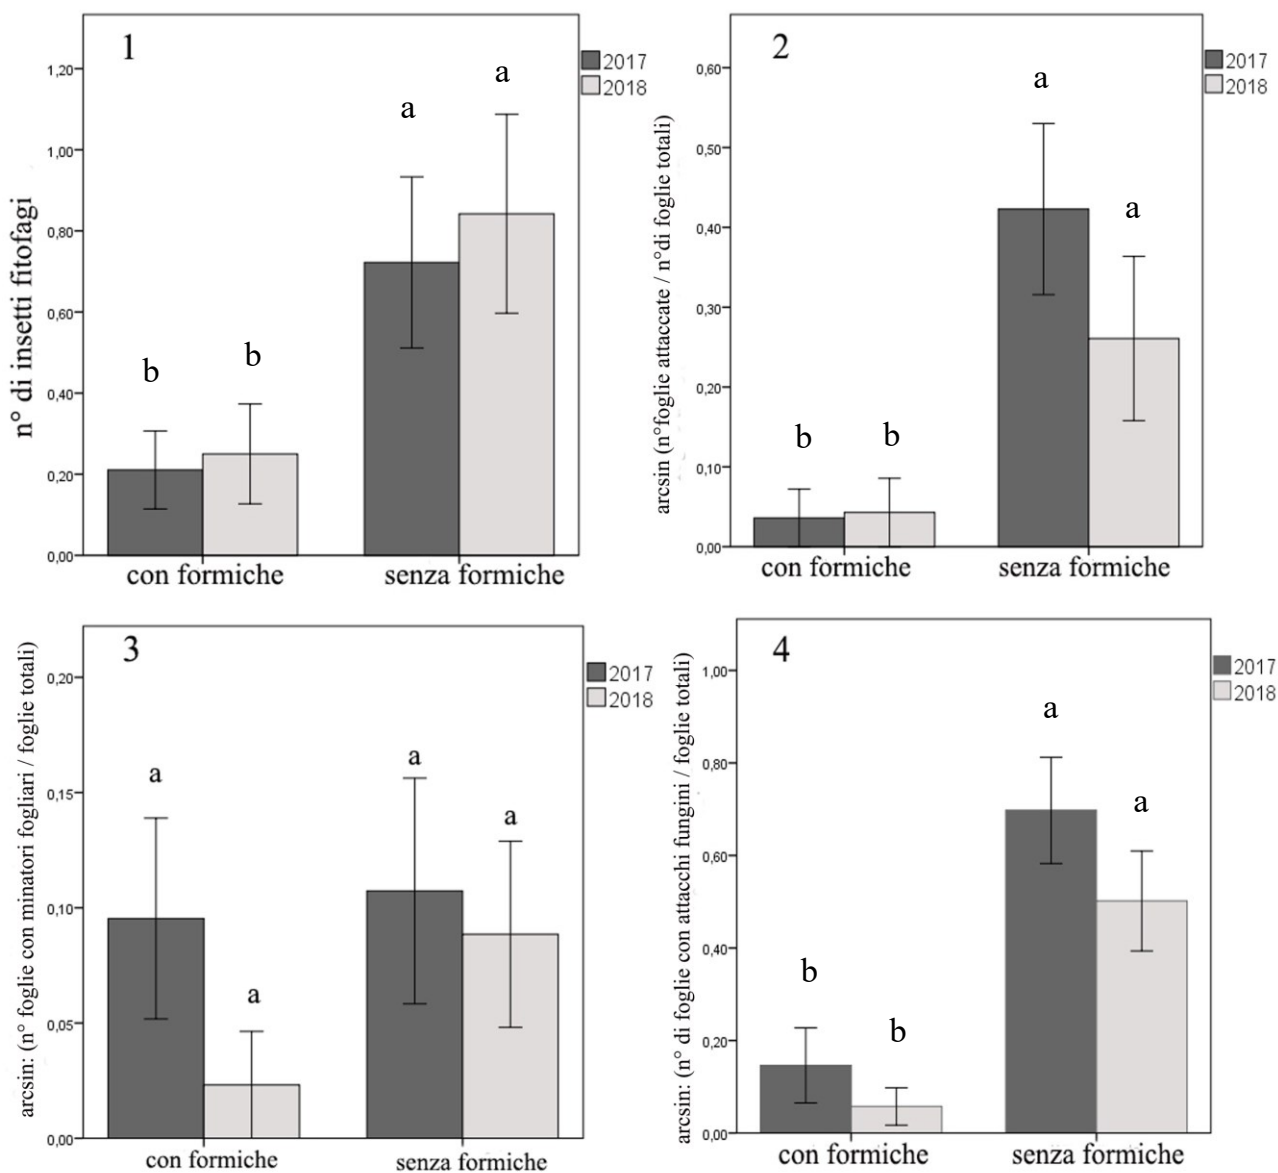 1
2017
2018
n° di insetti fitofagi
1,20
1,00
0,80
0,60
0,40
0,20
0,00
b
b
a
a
con formiche
senza formiche
2
2017
2018
arcsin (n°foglie attaccate / n°di foglie totali)
0,60
0,50
0,40
0,30
0,20
0,10
0,00
b
b
a
a
con formiche
senza formiche
3
2017
2018
arcsin: (n° foglie con minatori fogliari / foglie totali)
0,20
0,15
0,10
0,05
0,00
a
a
a
a
con formiche
senza formiche
4
2017
2018
arcsin: (n° di foglie con attacchi fungini / foglie totali)
1,00
0,80
0,60
0,40
0,20
0,00
b
b
a
a
con formiche
senza formiche